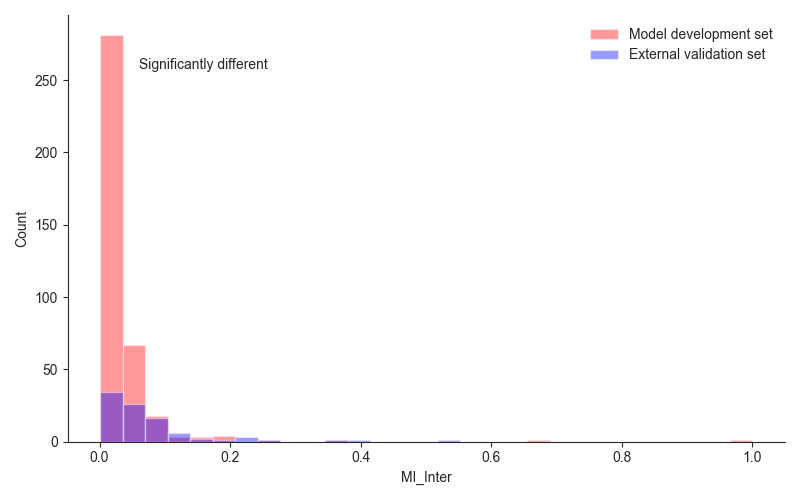 Model development set
External validation set
Significantly different
250
200
150
100
50
0
Count
0.0 0.2 0.4 0.6 0.8 1.0
MI_Inter